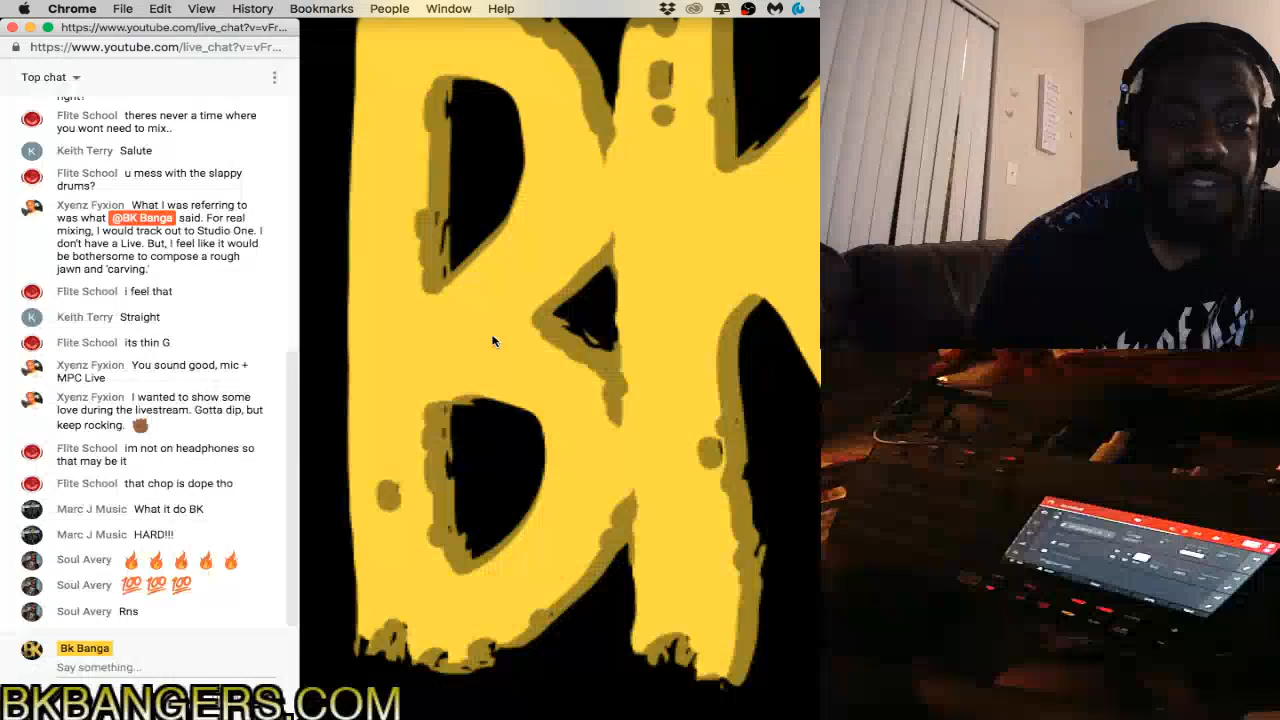 Chrome File Edit View History Bookmarks People Window Help
https://www.youtube.com/live_chat?v=vFr...
https://www.youtube.com/live_chat?v=vFr...
Top chat
right?
Flite School theres never a time where
you wont need to mix..
K Keith Terry Salute
Flite School u mess with the slappy
drums?
Xyenz Fyxion What I was referring to
was what @BK Banga said. For real
mixing, I would track out to Studio One. I
don't have a Live. But, I feel like it would
be bothersome to compose a rough
jawn and 'carving.'
Flite School i feel that
K Keith Terry Straight
Flite School its thin G
Xyenz Fyxion You sound good, mic +
MPC Live
Xyenz Fyxion I wanted to show some
love during the livestream. Gotta dip, but
keep rocking.
Flite School im not on headphones so
that may be it
Flite School that chop is dope tho
Marc J Music What it do BK
Marc J Music HARD!!!
Soul Avery 🔥 🔥 🔥 🔥 🔥
Soul Avery 💯 💯 💯
Soul Avery Rns
BK Bk Banga
Say something...
BK
BKBANGERS.COM